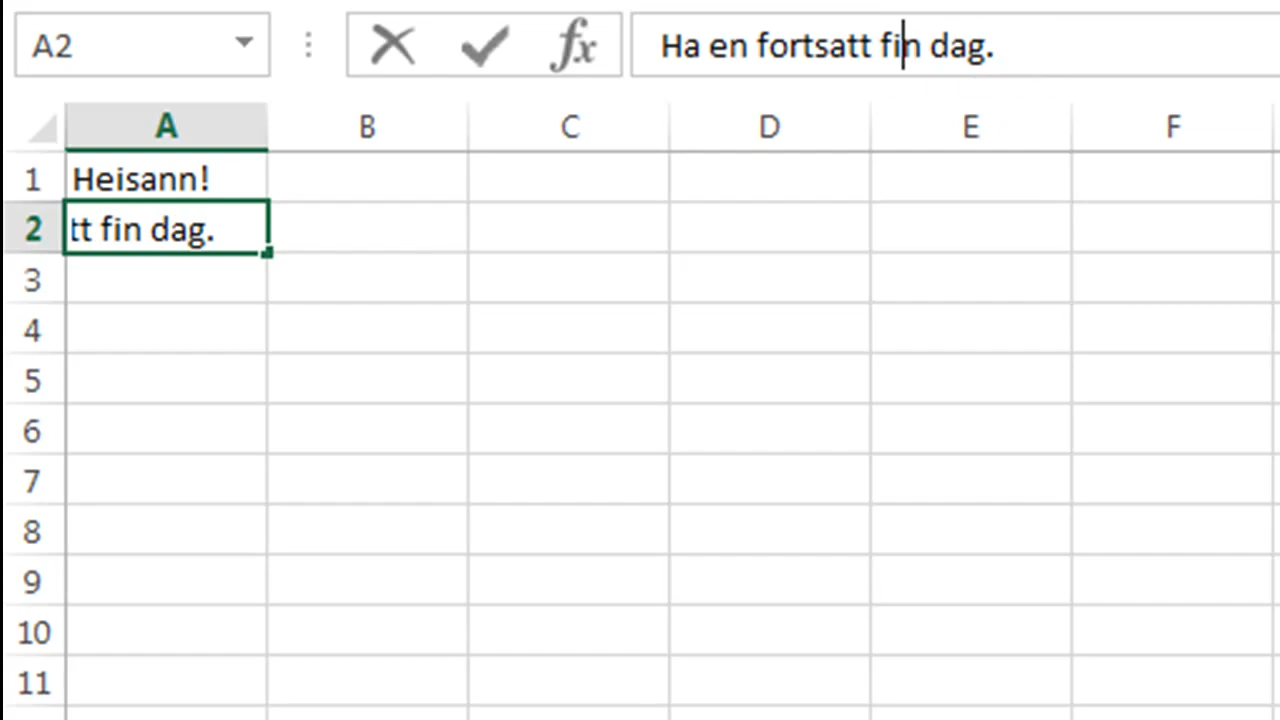 A2 fx Ha en fortsatt fin dag.
A B C D E F
1 Heisann!
2 tt fin dag.
3
4
5
6
7
8
9
10
11